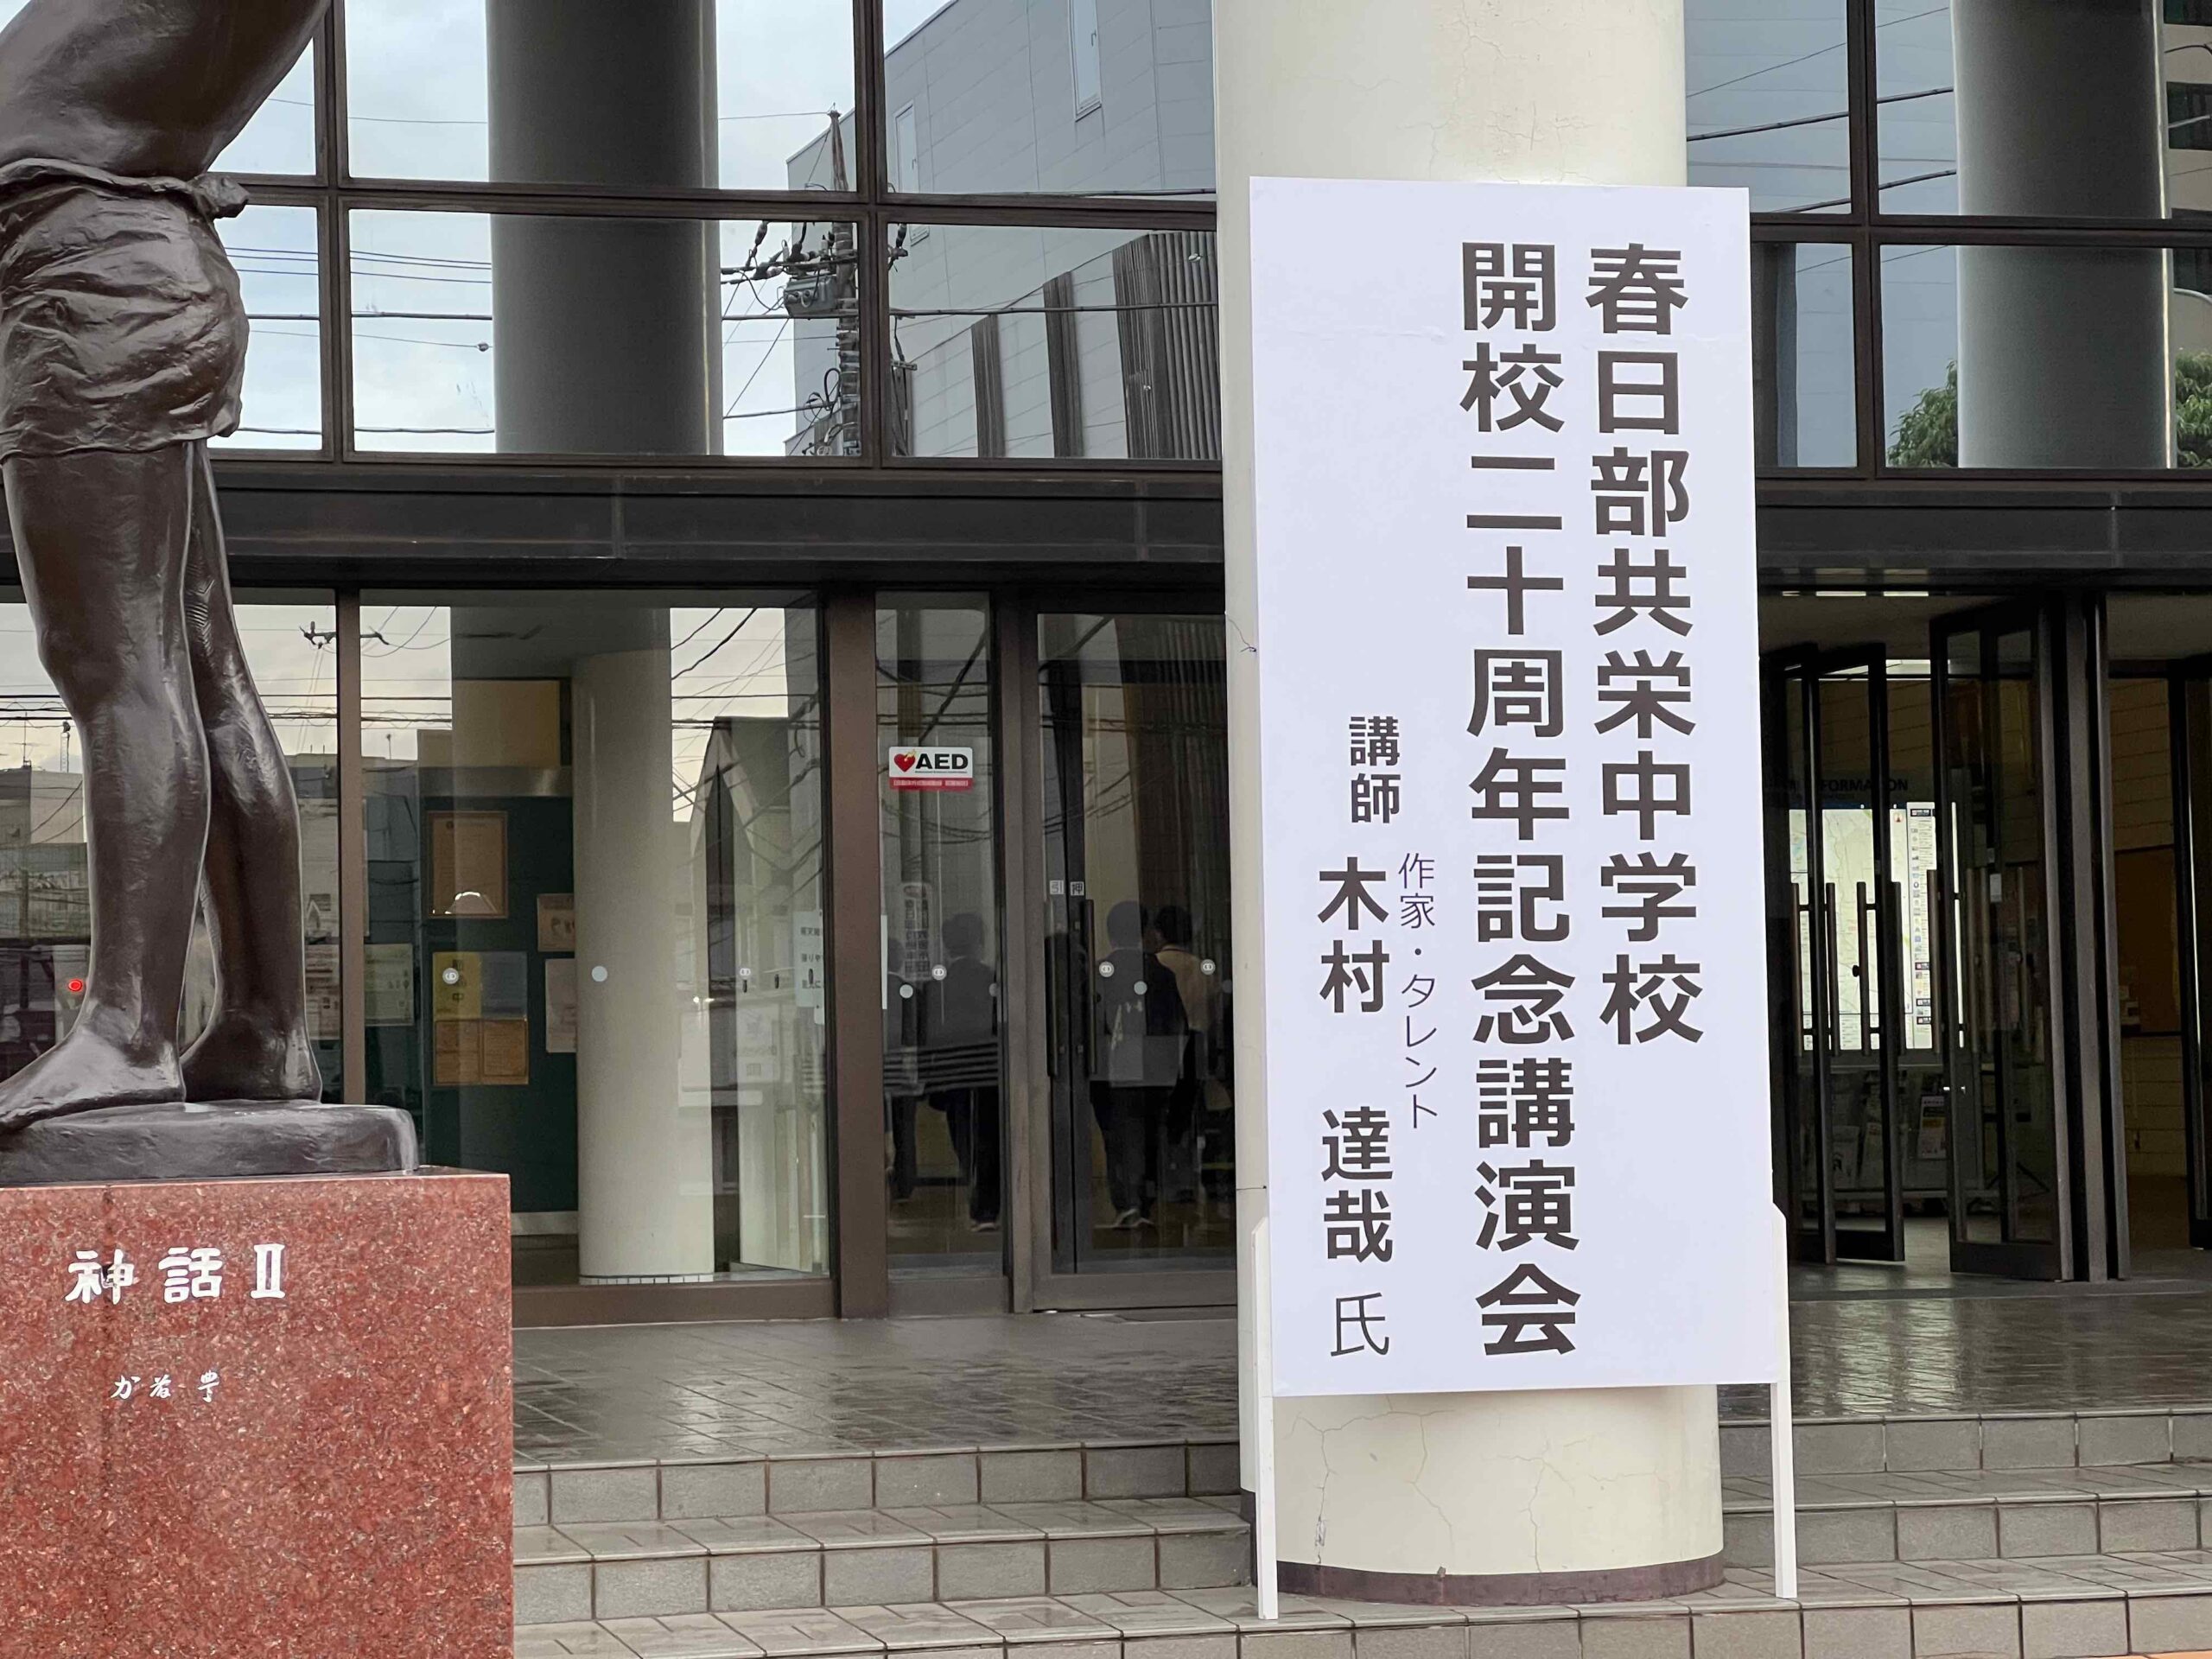 春日部共栄中学校
開校二十周年記念講演会
講師 作家・タレント 木村 達哉 氏
AED
神話II